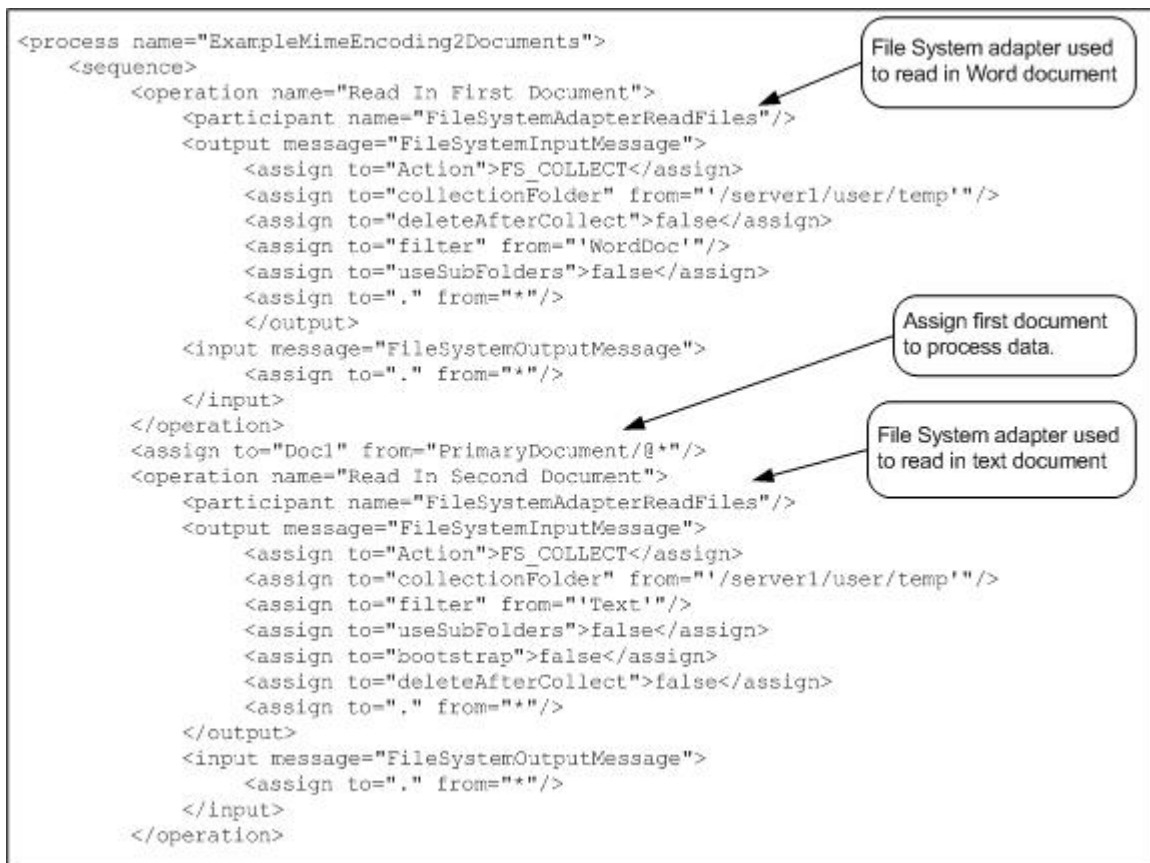 <process name="ExampleMimeEncoding2Documents">
<sequence>
<operation name="Read In First Document">
<participant name="FileSystemAdapterReadFiles"/>
<output message="FileSystemInputMessage">
<assign to="Action">FS_COLLECT</assign>
<assign to="collectionFolder" from="'/server1/user/temp'"/>
<assign to="deleteAfterCollect">false</assign>
<assign to="filter" from="'WordDoc'"/>
<assign to="useSubFolders">false</assign>
<assign to="." from="*"/>
</output>
<input message="FileSystemOutputMessage">
<assign to="." from="*"/>
</input>
</operation>
<assign to="Doc1" from="PrimaryDocument/@*"/>
<operation name="Read In Second Document">
<participant name="FileSystemAdapterReadFiles"/>
<output message="FileSystemInputMessage">
<assign to="Action">FS_COLLECT</assign>
<assign to="collectionFolder" from="'/server1/user/temp'"/>
<assign to="filter" from="'Text'"/>
<assign to="useSubFolders">false</assign>
<assign to="bootstrap">false</assign>
<assign to="deleteAfterCollect">false</assign>
<assign to="." from="*"/>
</output>
<input message="FileSystemOutputMessage">
<assign to="." from="*"/>
</input>
</operation>
File System adapter used
to read in Word document
Assign first document
to process data.
File System adapter used
to read in text document